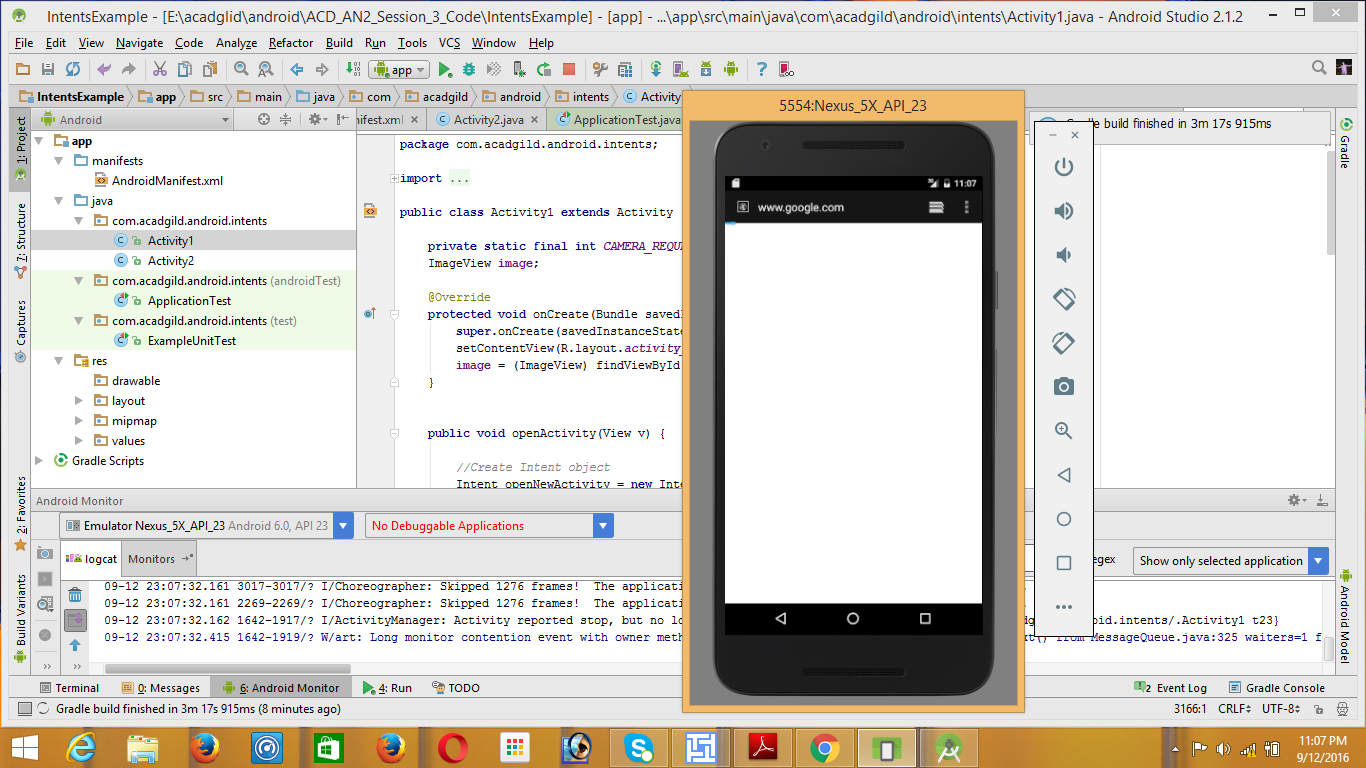 IntentsExample - [E:\acadglid\android\ACD_AN2_Session_3_Code\IntentsExample] - [app] - ...\app\src\main\java\com\acadgild\android\intents\Activity1.java - Android Studio 2.1.2
File Edit View Navigate Code Analyze Refactor Build Run Tools VCS Window Help
app
IntentsExample app src main java com acadgild android intents Activity
5554:Nexus_5X_API_23
Android
nifest.xml Activity2.java ApplicationTest.java
Gradle build finished in 3m 17s 915ms
1: Project
7: Structure
Captures
2: Favorites
Build Variants
app
manifests
AndroidManifest.xml
java
com.acadgild.android.intents
Activity1
Activity2
com.acadgild.android.intents (androidTest)
ApplicationTest
com.acadgild.android.intents (test)
ExampleUnitTest
res
drawable
layout
mipmap
values
Gradle Scripts
package com.acadgild.android.intents;
import ...
public class Activity1 extends Activity
private static final int CAMERA_REQU
ImageView image;
@Override
protected void onCreate(Bundle saved
super.onCreate(savedInstanceState
setContentView(R.layout.activity_
image = (ImageView) findViewById
}
public void openActivity(View v) {
//Create Intent object
Intent openNewActivity = new Inte
11:07
www.google.com
Gradle
Android Model
Android Monitor
Emulator Nexus_5X_API_23 Android 6.0, API 23
No Debuggable Applications
logcat Monitors
egex
Show only selected application
09-12 23:07:32.161 3017-3017/? I/Choreographer: Skipped 1276 frames!  The applicati
09-12 23:07:32.161 2269-2269/? I/Choreographer: Skipped 1276 frames!  The applicati
09-12 23:07:32.162 1642-1917/? I/ActivityManager: Activity reported stop, but no lo
oid.intents/.Activity1 t23}
09-12 23:07:32.415 1642-1919/? W/art: Long monitor contention event with owner meth
from MessageQueue.java:325 waiters=1 f
Terminal 0: Messages 6: Android Monitor 4: Run TODO
2 Event Log Gradle Console
Gradle build finished in 3m 17s 915ms (8 minutes ago)
3166:1 CRLF UTF-8
11:07 PM
9/12/2016